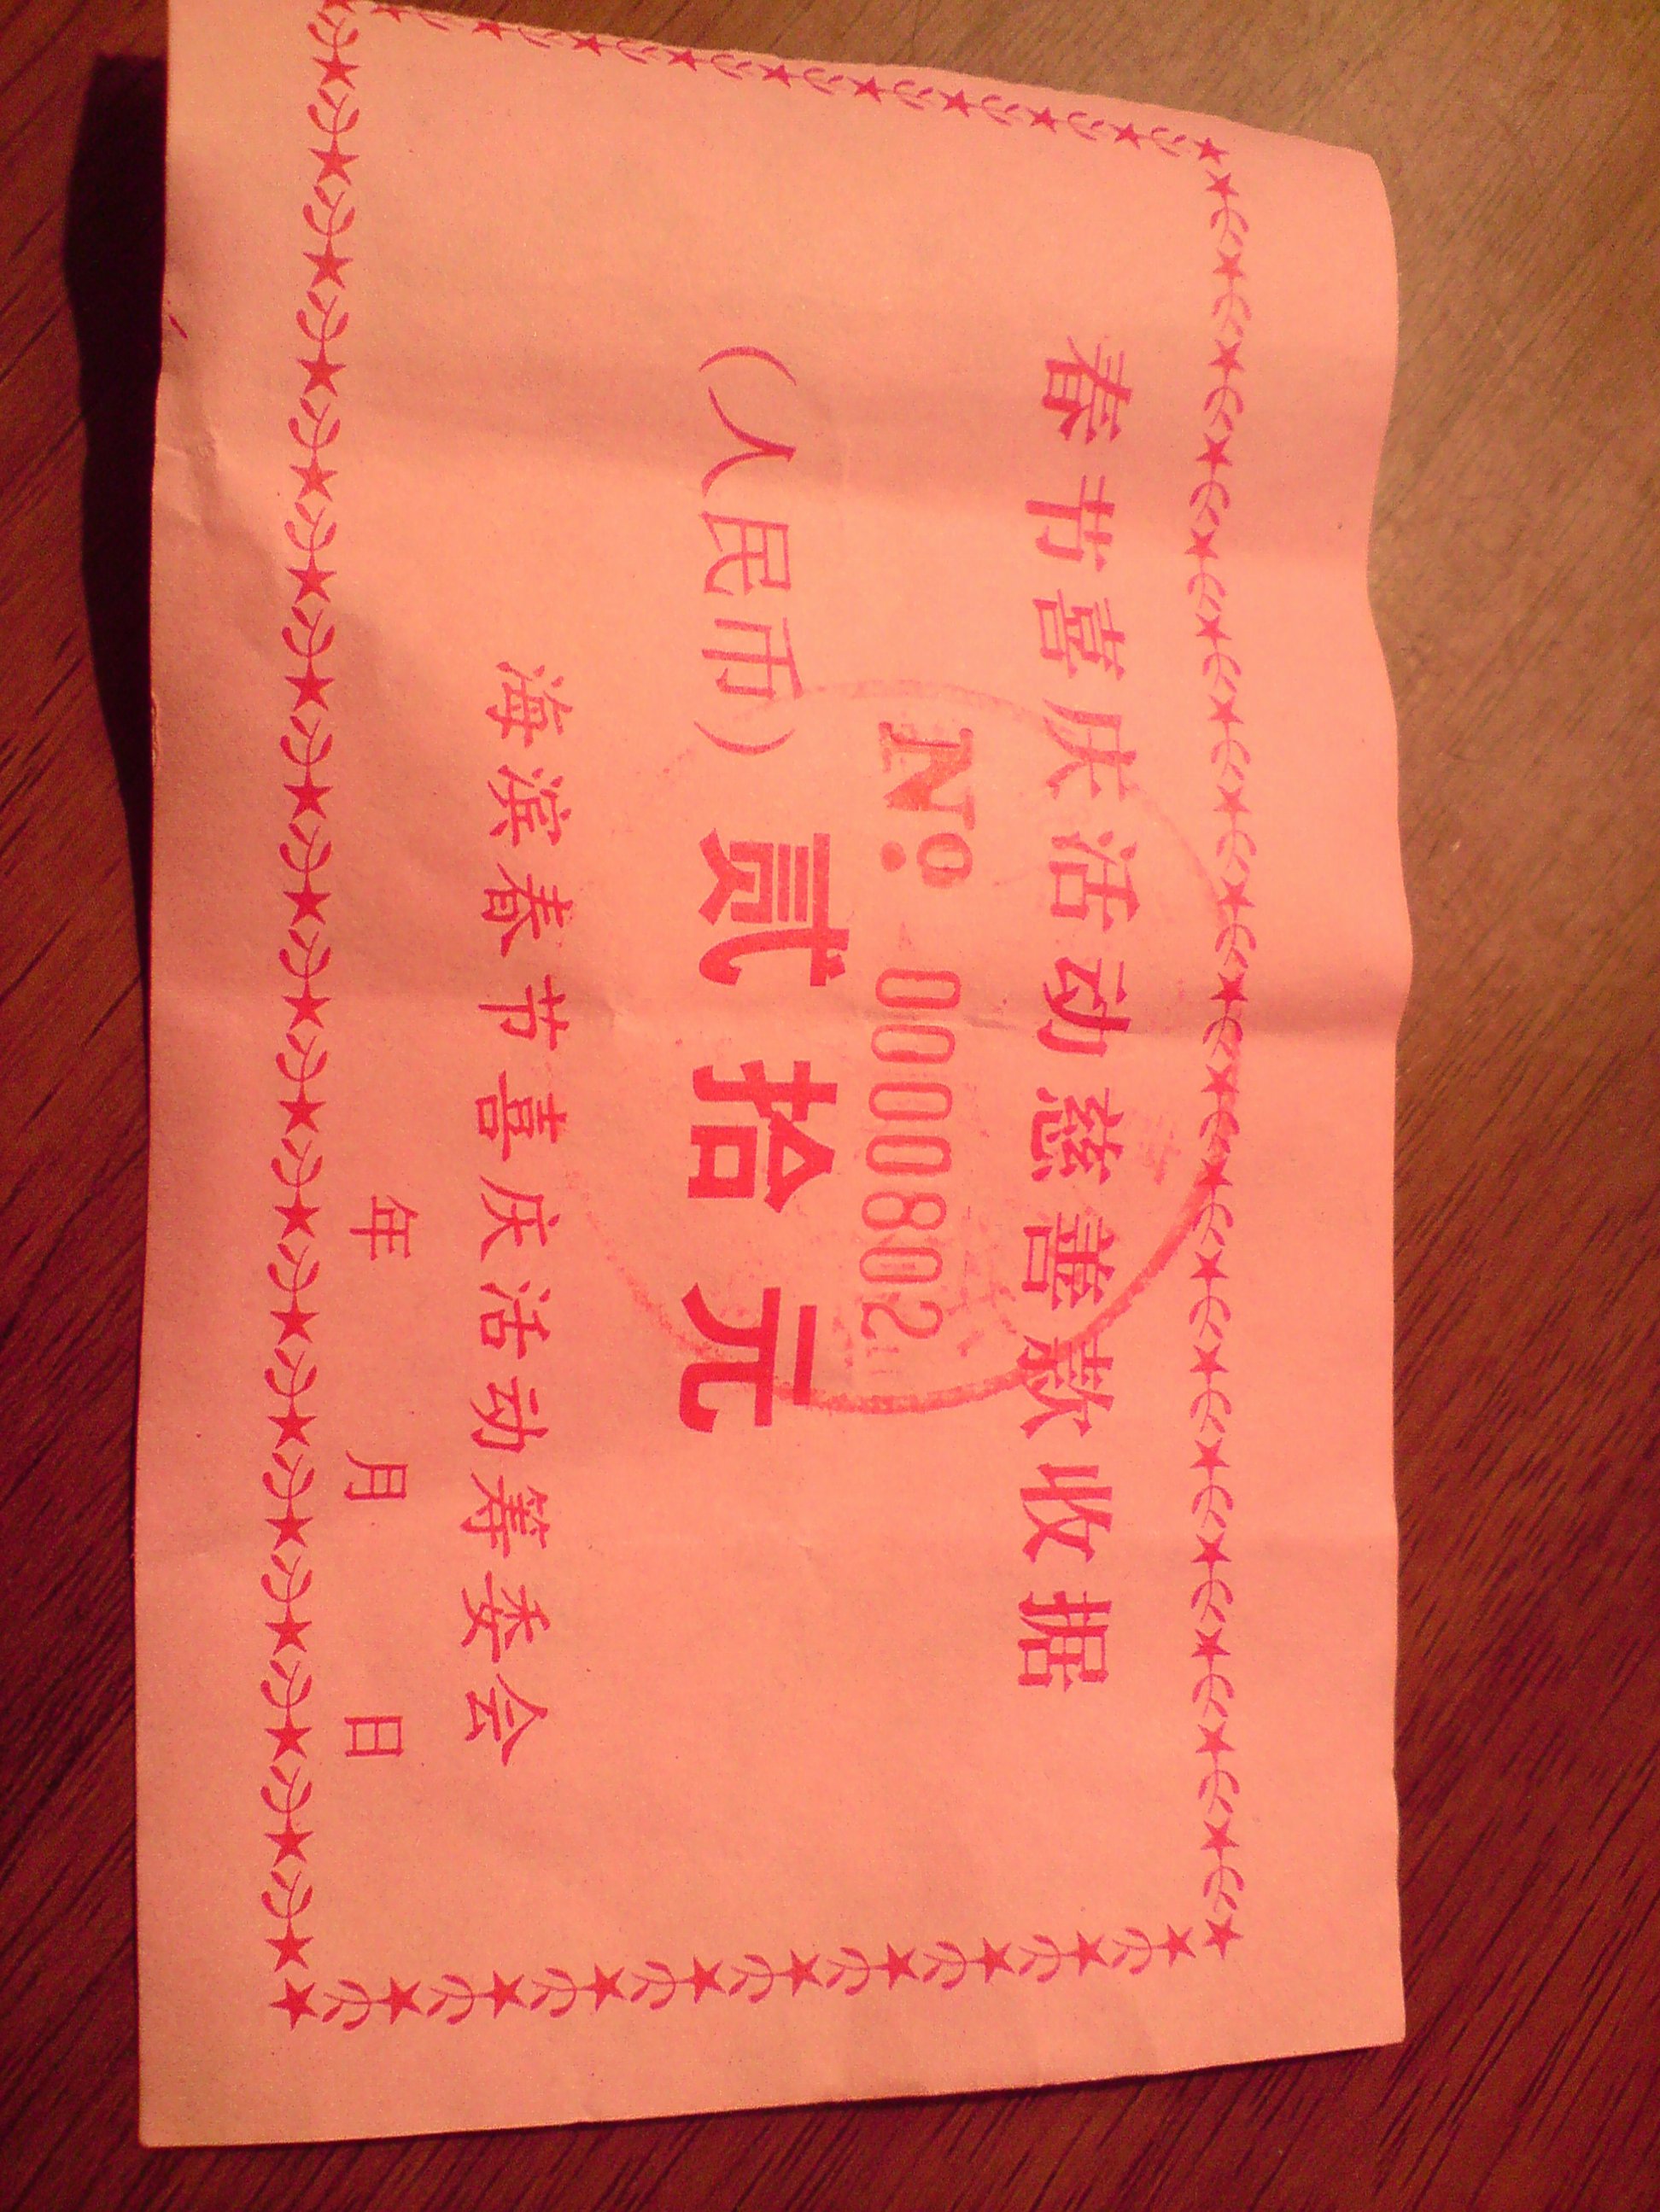 春节喜庆活动慈善款收据
№ 0000802
（人民币）贰拾元
海滨春节喜庆活动筹委会
年 月 日